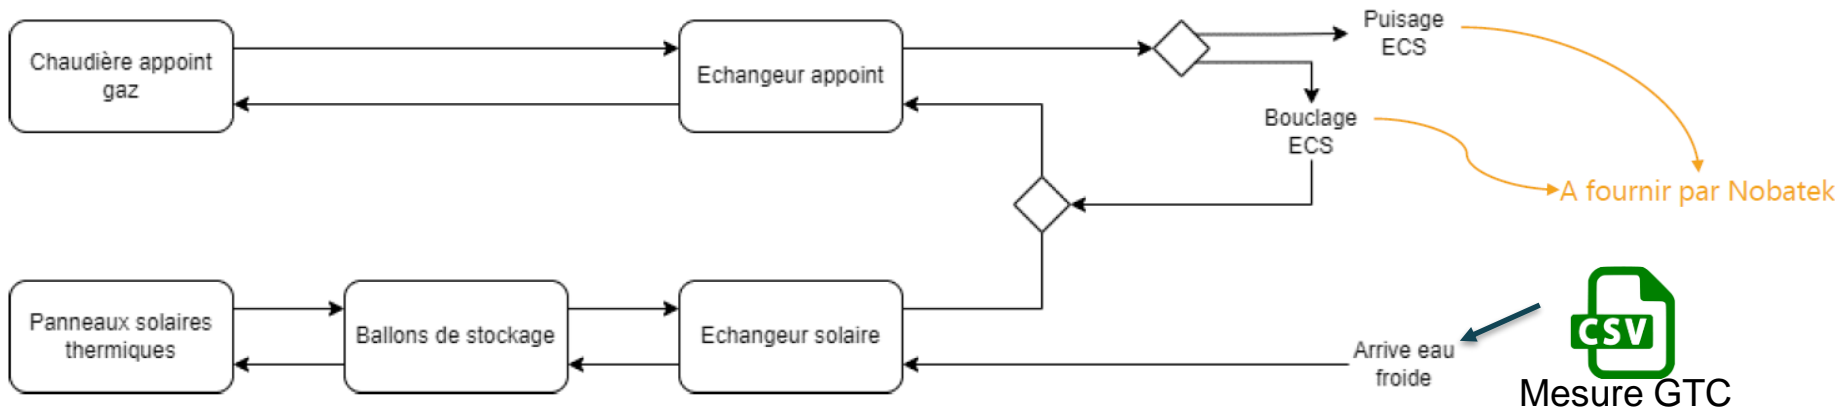 Chaudière appoint
gaz
Echangeur appoint
Puisage
ECS
Bouclage
ECS
A fournir par Nobatek
Panneaux solaires
thermiques
Ballons de stockage
Echangeur solaire
Arrive eau
froide
CSV
Mesure GTC